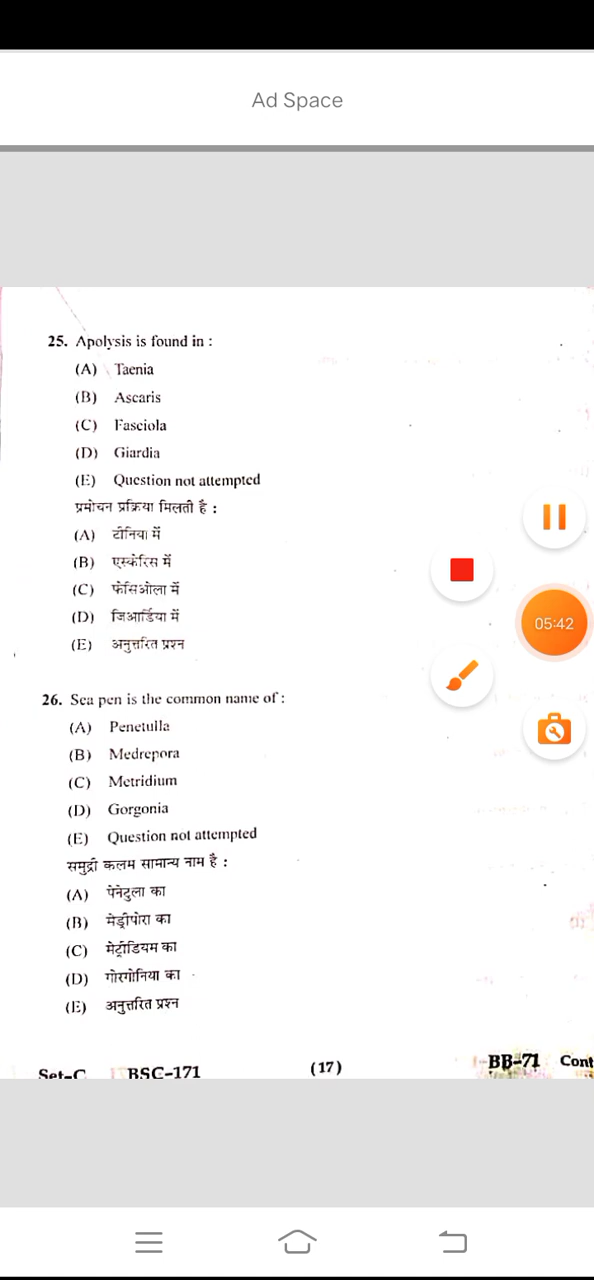 Ad Space
25. Apolysis is found in :
(A) Taenia
(B) Ascaris
(C) Fasciola
(D) Giardia
(E) Question not attempted
प्रमोचन प्रक्रिया मिलती है :
(A) टीनिया में
(B) एस्केरिस में
(C) फेसिओला में
(D) जिआर्डिया में
(E) अनुत्तरित प्रश्न
05:42
26. Sea pen is the common name of :
(A) Penetulla
(B) Medrepora
(C) Metridium
(D) Gorgonia
(E) Question not attempted
समुद्री कलम सामान्य नाम है :
(A) पेनेटुला का
(B) मेड्रीपोरा का
(C) मेट्रीडियम का
(D) गोरगोनिया का
(E) अनुत्तरित प्रश्न
Set-C BSC-171 (17) BB-71 Cont